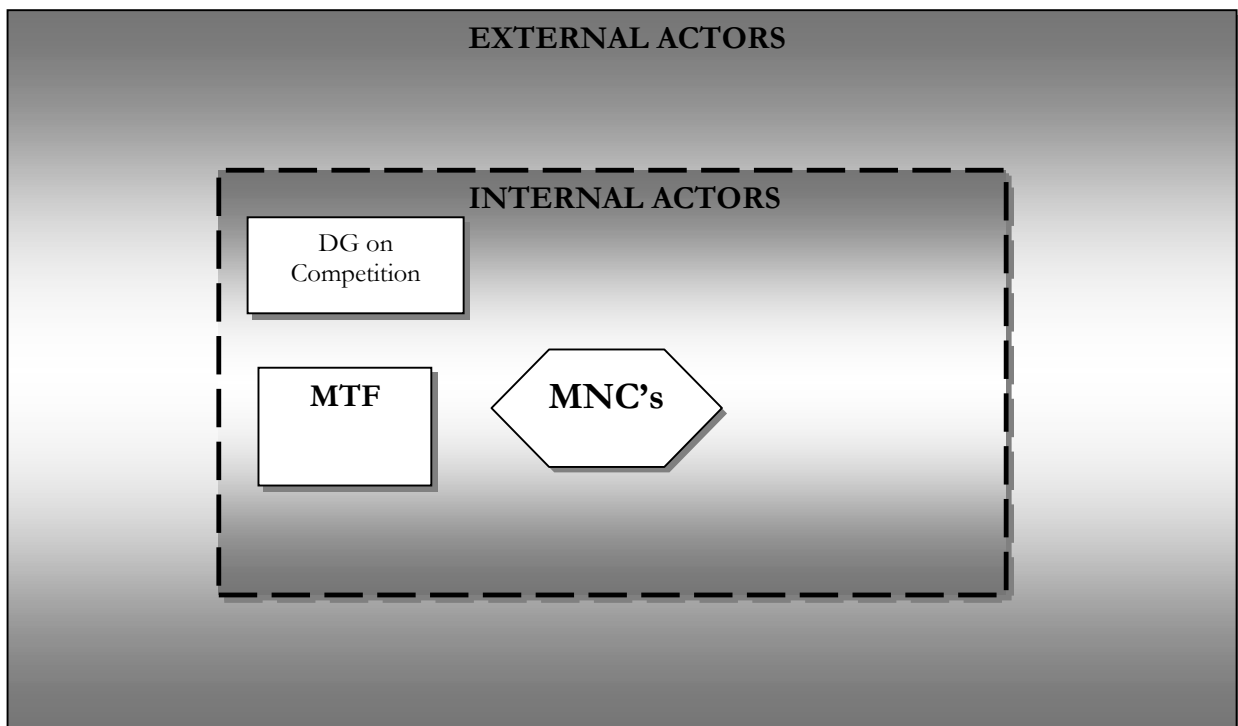 EXTERNAL ACTORS
INTERNAL ACTORS
DG on
Competition
MTF
MNC’s